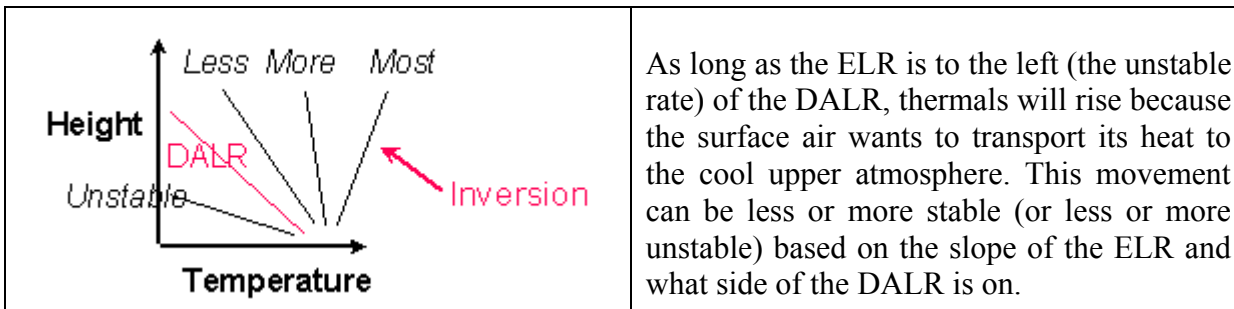 Less More Most
Height
DALR
Unstable
Inversion
Temperature
As long as the ELR is to the left (the unstable
rate) of the DALR, thermals will rise because
the surface air wants to transport its heat to
the cool upper atmosphere. This movement
can be less or more stable (or less or more
unstable) based on the slope of the ELR and
what side of the DALR is on.